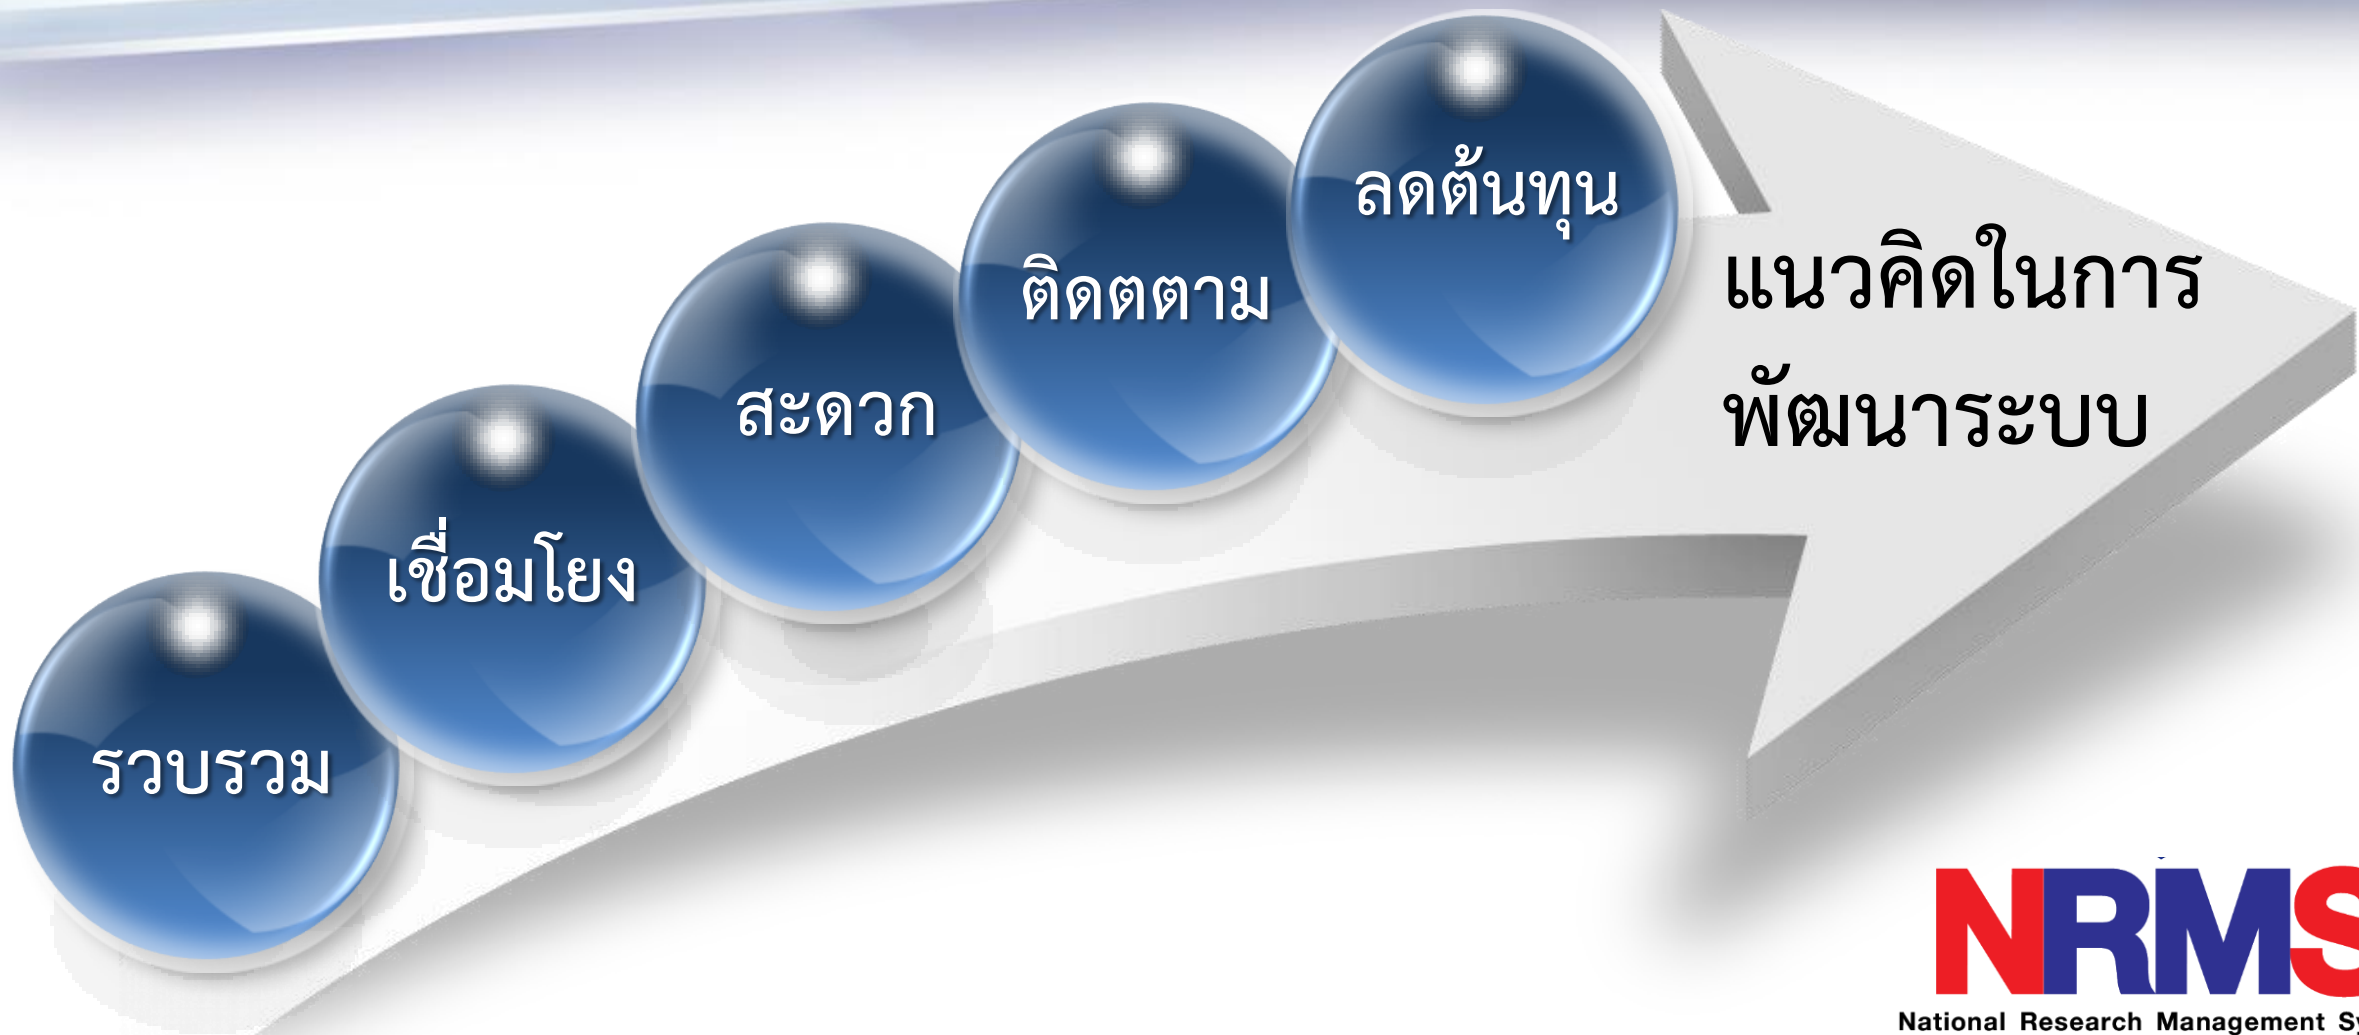 ลดต้นทุน
ติดตตาม
สะดวก
เชื่อมโยง
รวบรวม
แนวคิดในการ
พัฒนาระบบ
NRMS
National Research Management Sy